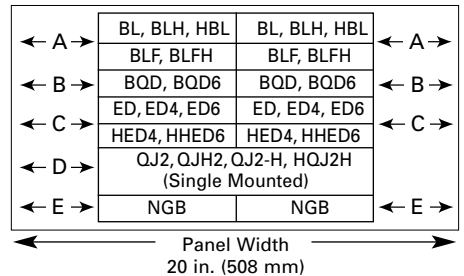 BL, BLH, HBL BL, BLH, HBL
A A
BLF, BLFH BLF, BLFH
B BQD, BQD6 BQD, BQD6 B
ED, ED4, ED6 ED, ED4, ED6
C C
HED4, HHED6 HED4, HHED6
D QJ2, QJH2, QJ2-H, HQJ2H
(Single Mounted)
E NGB NGB E
Panel Width
20 in. (508 mm)